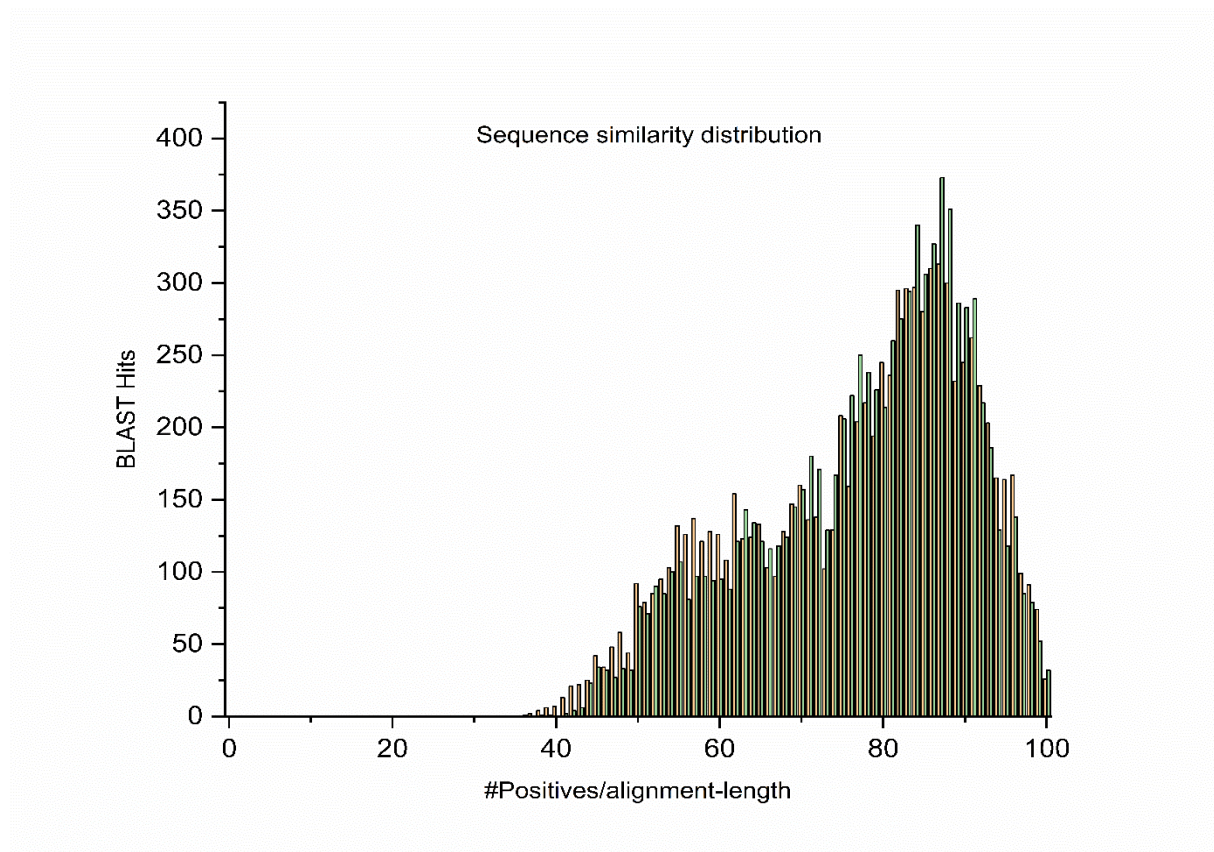 Sequence similarity distribution
400
350
300
250
200
150
100
50
0
BLAST Hits
0 20 40 60 80 100
#Positives/alignment-length